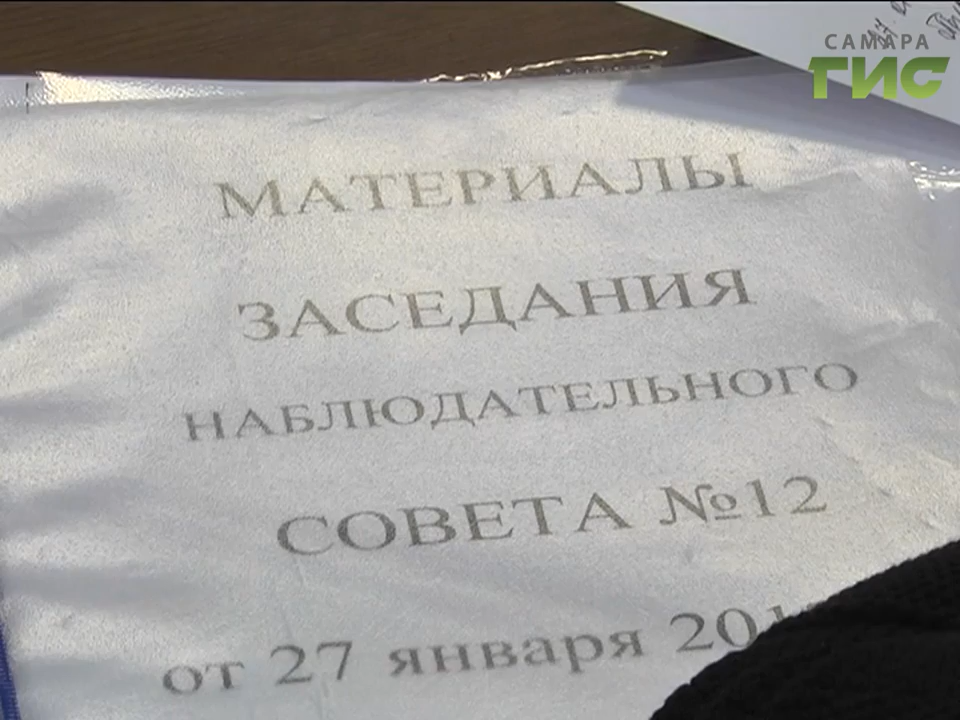 САМАРА
ГИС
МАТЕРИАЛЫ
ЗАСЕДАНИЯ
НАБЛЮДАТЕЛЬНОГО
СОВЕТА №12
от 27 января